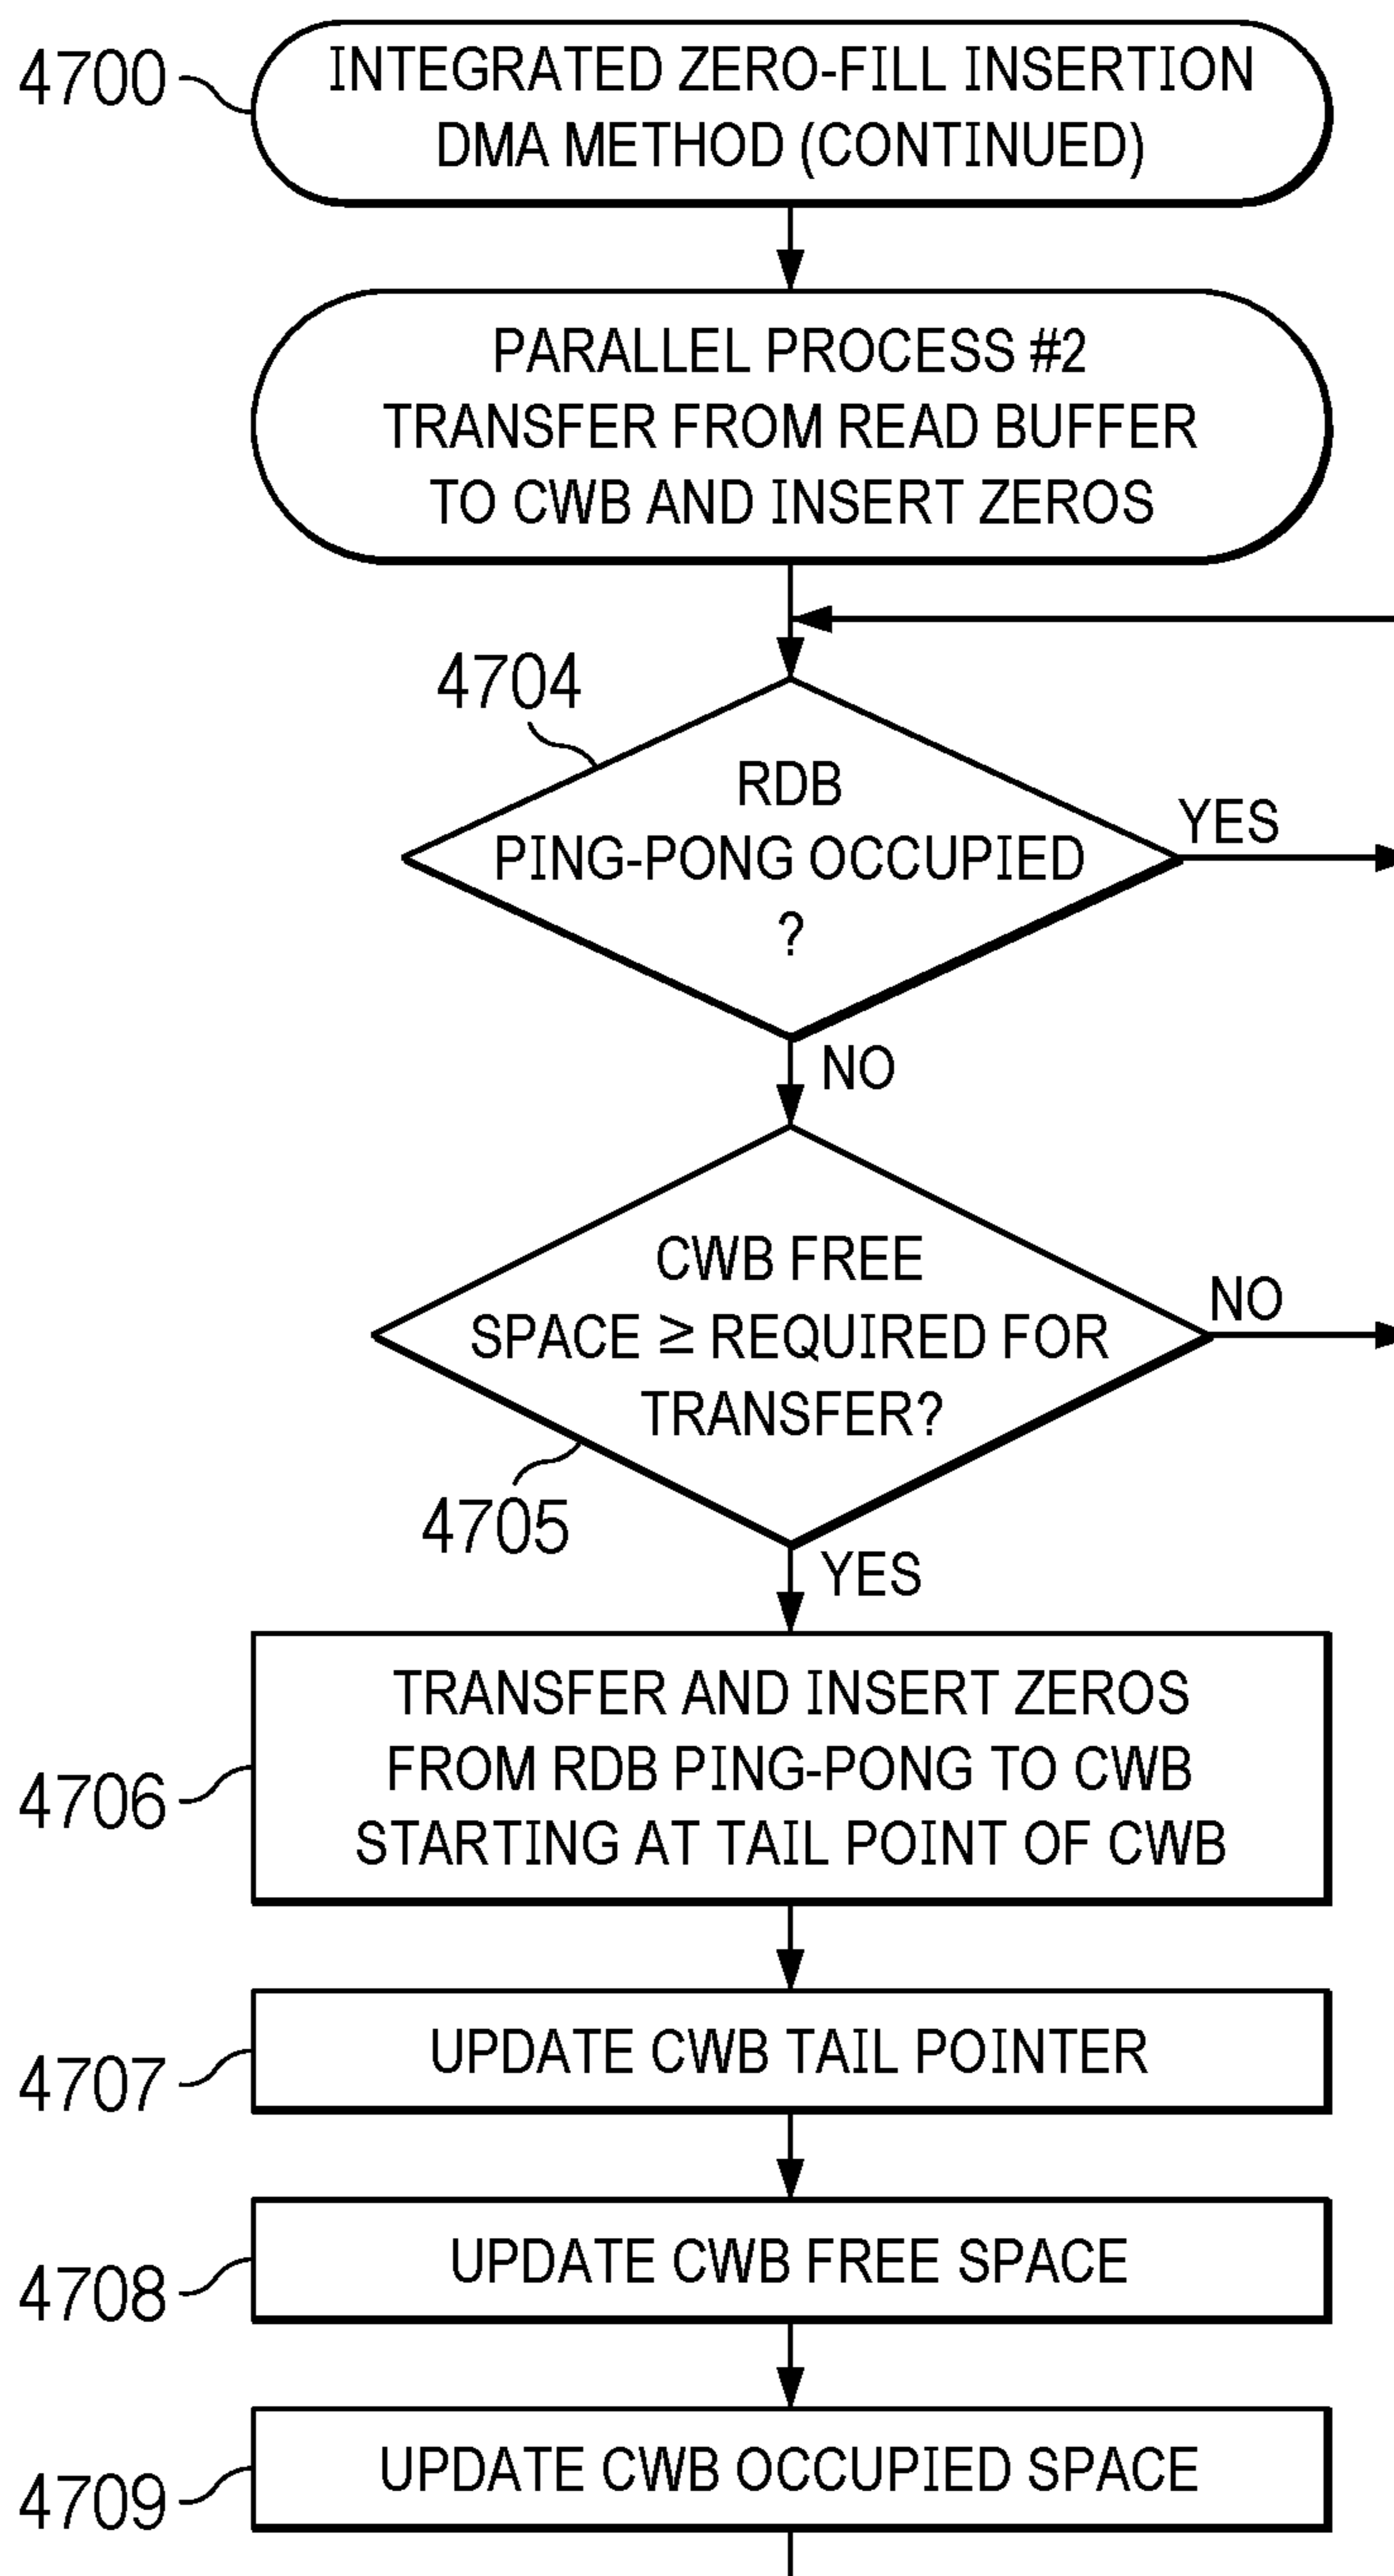 4700
INTEGRATED ZERO-FILL INSERTION
DMA METHOD (CONTINUED)
PARALLEL PROCESS #2
TRANSFER FROM READ BUFFER
TO CWB AND INSERT ZEROS
4704
RDB
PING-PONG OCCUPIED
?
YES
NO
CWB FREE
SPACE ≥ REQUIRED FOR
TRANSFER?
NO
4705
YES
4706
TRANSFER AND INSERT ZEROS
FROM RDB PING-PONG TO CWB
STARTING AT TAIL POINT OF CWB
4707
UPDATE CWB TAIL POINTER
4708
UPDATE CWB FREE SPACE
4709
UPDATE CWB OCCUPIED SPACE